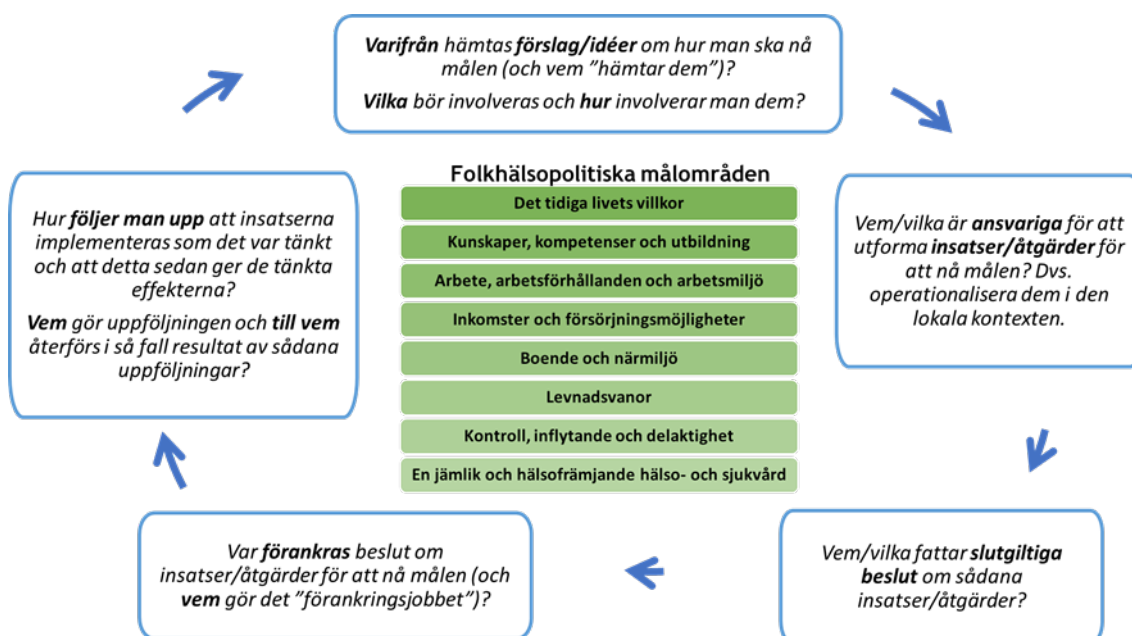 Varifrån hämtas förslag/idéer om hur man ska nå
målen (och vem ”hämtar dem”)?
Vilka bör involveras och hur involverar man dem?
Folkhälsopolitiska målområden
Det tidiga livets villkor
Kunskaper, kompetenser och utbildning
Arbete, arbetsförhållanden och arbetsmiljö
Inkomster och försörjningsmöjligheter
Boende och närmiljö
Levnadsvanor
Kontroll, inflytande och delaktighet
En jämlik och hälsofrämjande hälso- och sjukvård
Vem/vilka är ansvariga för att
utforma insatser/åtgärder för
att nå målen? Dvs.
operationalisera dem i den
lokala kontexten.
Vem/vilka fattar slutgiltiga
beslut om sådana
insatser/åtgärder?
Var förankras beslut om
insatser/åtgärder för att nå målen (och
vem gör det ”förankringsjobbet”)?
Hur följer man upp att insatserna
implementeras som det var tänkt
och att detta sedan ger de tänkta
effekterna?
Vem gör uppföljningen och till vem
återförs i så fall resultat av sådana
uppföljningar?